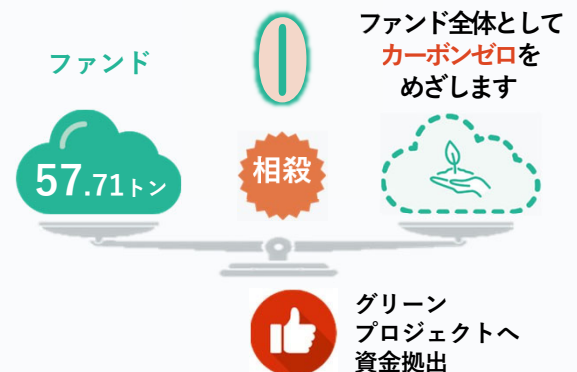 ファンド
ファンド全体として
カーボンゼロを
めざします
57.71トン
相殺
グリーン
プロジェクトへ
資金拠出